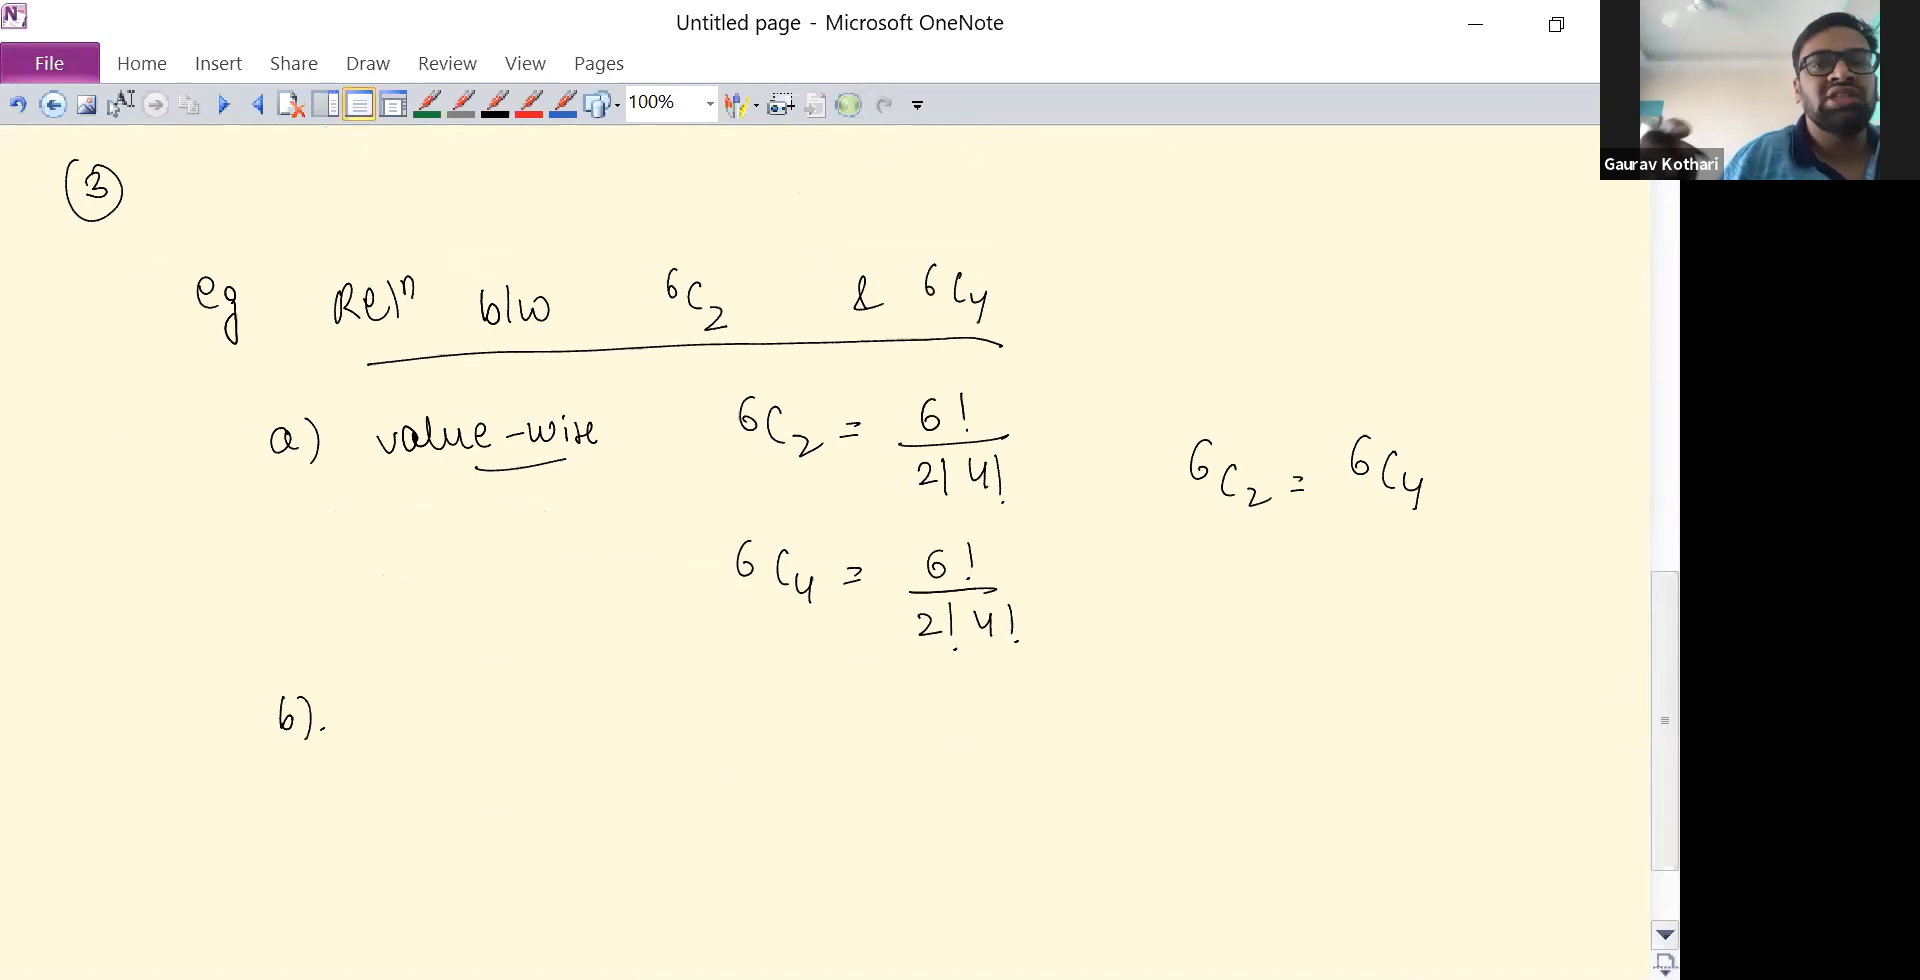 Untitled page - Microsoft OneNote
File Home Insert Share Draw Review View Pages
100%
Gaurav Kothari
3
eg Relⁿ b/w ⁶C₂ & ⁶C₄
a) value-wise ⁶C₂ = 6! / 2! 4!
⁶C₂ = ⁶C₄
⁶C₄ = 6! / 2! 4!
b).